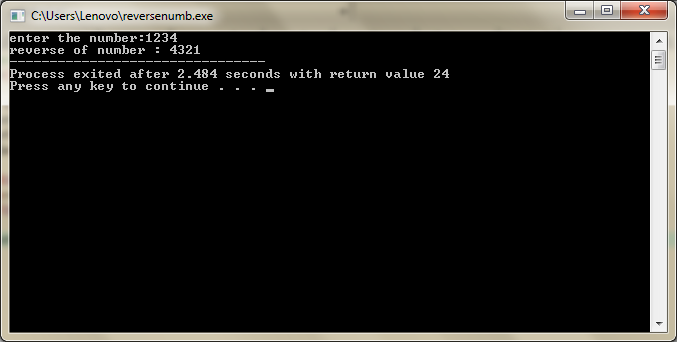 C:\Users\Lenovo\reversenumb.exe
enter the number:1234
reverse of number : 4321
--------------------------------
Process exited after 2.484 seconds with return value 24
Press any key to continue . . . _